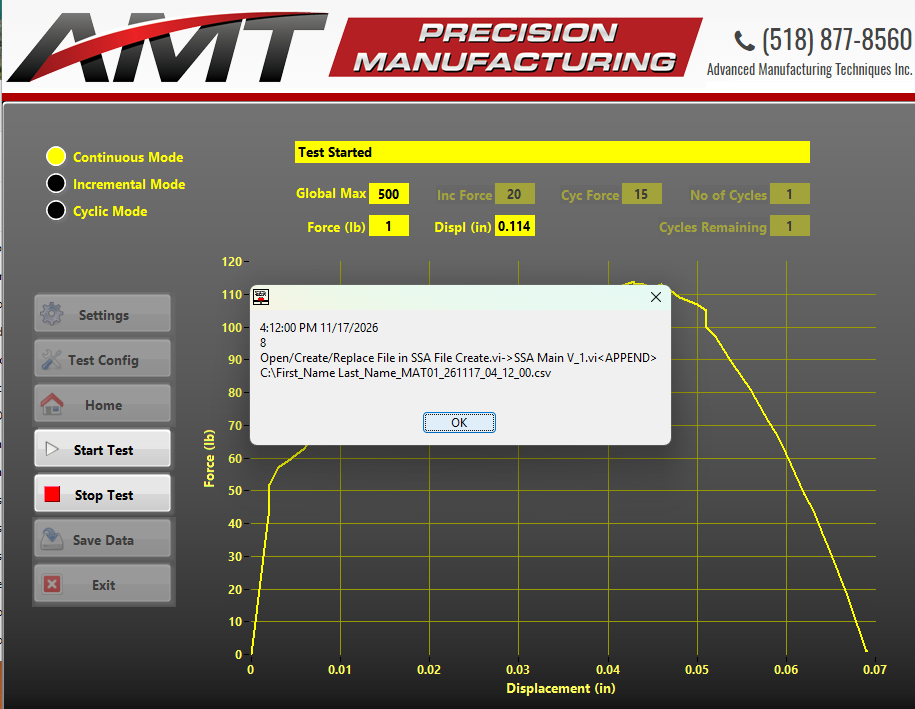 AMT
PRECISION
MANUFACTURING
(518) 877-8560
Advanced Manufacturing Techniques Inc.
Continuous Mode
Incremental Mode
Cyclic Mode
Test Started
Global Max 500
Inc Force 20
Cyc Force 15
No of Cycles 1
Force (lb) 1
Displ (in) 0.114
Cycles Remaining 1
Settings
Test Config
Home
Start Test
Stop Test
Save Data
Exit
Force (lb)
120
110
100
90
80
70
60
50
40
30
20
10
0
0 0.01 0.02 0.03 0.04 0.05 0.06 0.07
Displacement (in)
4:12:00 PM 11/17/2026
8
Open/Create/Replace File in SSA File Create.vi->SSA Main V_1.vi<APPEND>
C:\First_Name Last_Name_MAT01_261117_04_12_00.csv
OK